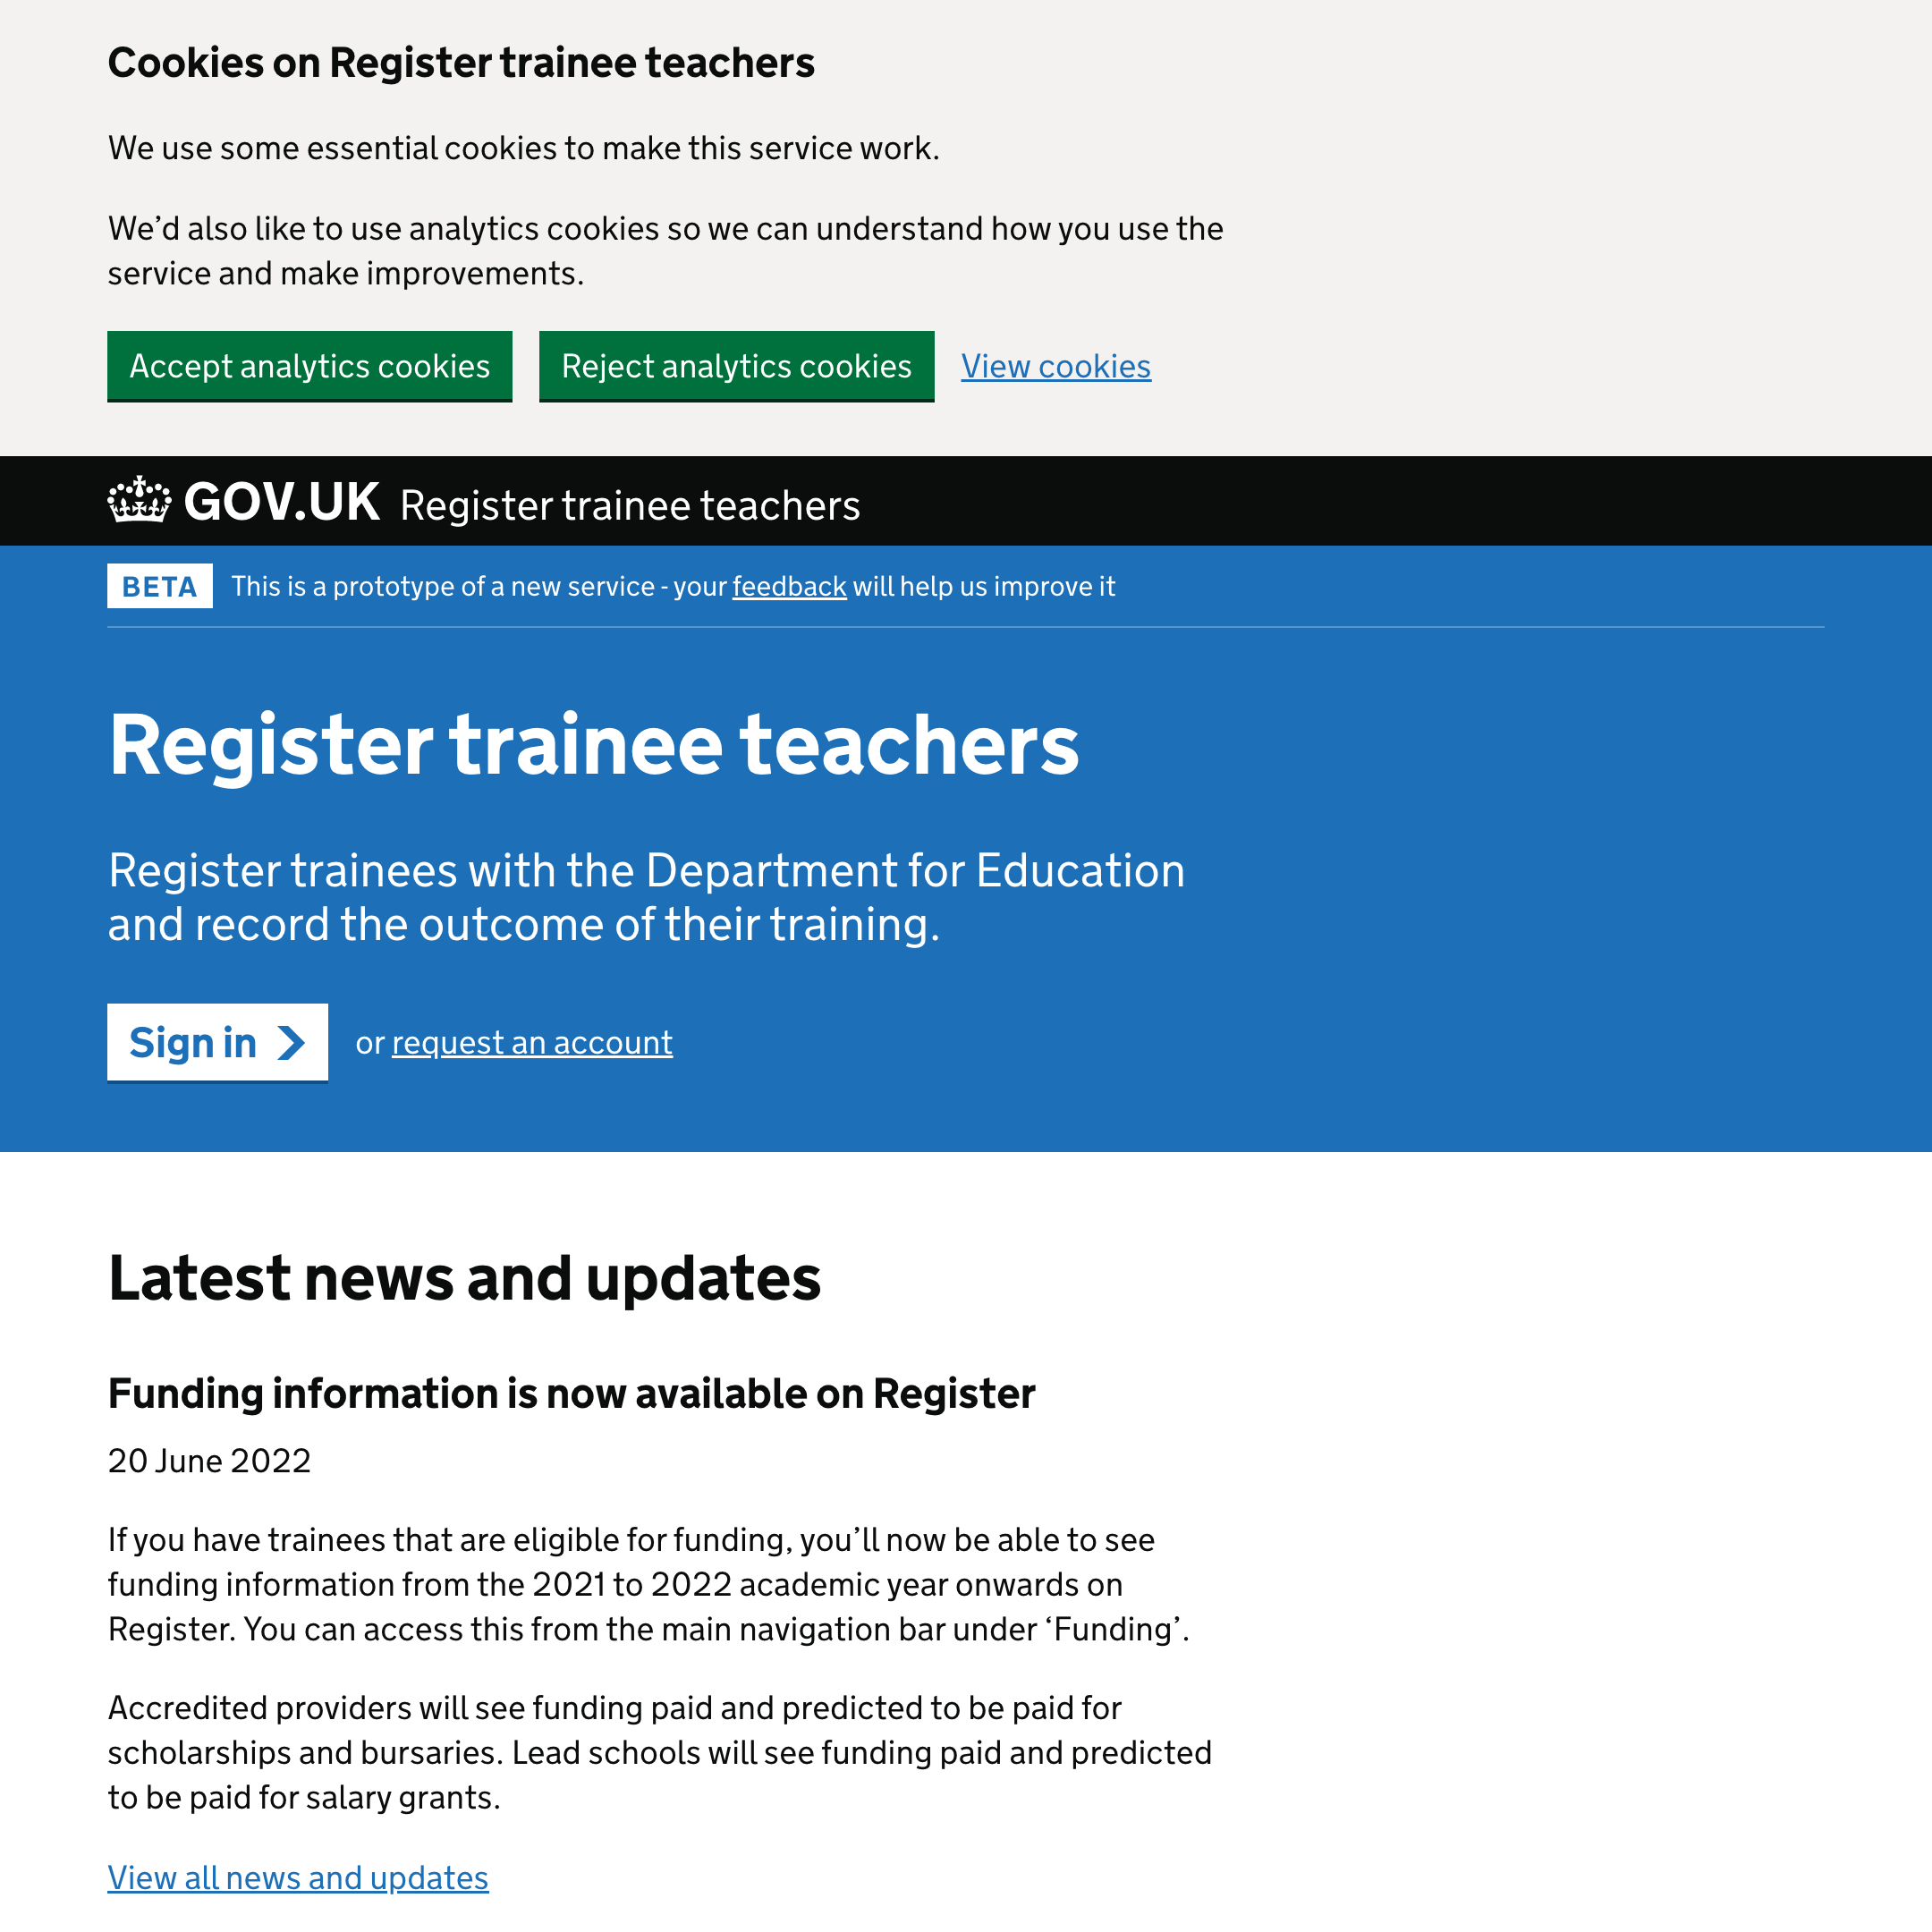 Cookies on Register trainee teachers
We use some essential cookies to make this service work.
We’d also like to use analytics cookies so we can understand how you use the
service and make improvements.
Accept analytics cookies Reject analytics cookies View cookies
GOV.UK Register trainee teachers
BETA This is a prototype of a new service - your feedback will help us improve it
Register trainee teachers
Register trainees with the Department for Education
and record the outcome of their training.
Sign in or request an account
Latest news and updates
Funding information is now available on Register
20 June 2022
If you have trainees that are eligible for funding, you’ll now be able to see
funding information from the 2021 to 2022 academic year onwards on
Register. You can access this from the main navigation bar under ‘Funding’.
Accredited providers will see funding paid and predicted to be paid for
scholarships and bursaries. Lead schools will see funding paid and predicted
to be paid for salary grants.
View all news and updates